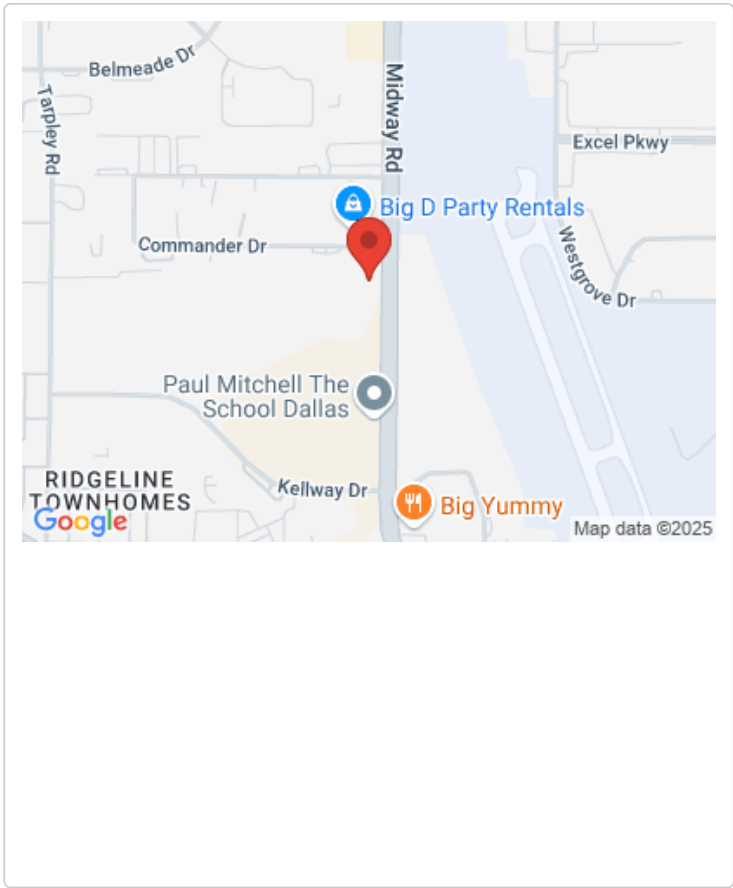 Belmeade Dr
Tarpley Rd
Midway Rd
Excel Pkwy
Big D Party Rentals
Commander Dr
Westgrove Dr
Paul Mitchell The
School Dallas
RIDGELINE
TOWNHOMES
Kellway Dr
Big Yummy
Google
Map data ©2025